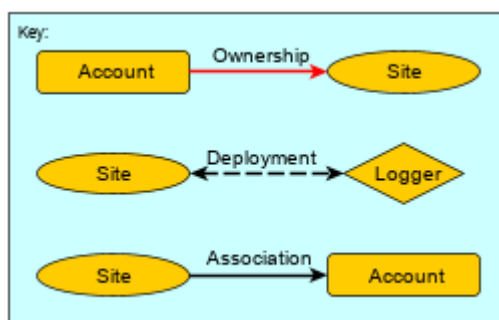 Key:
Account Ownership Site
Site Deployment Logger
Site Association Account